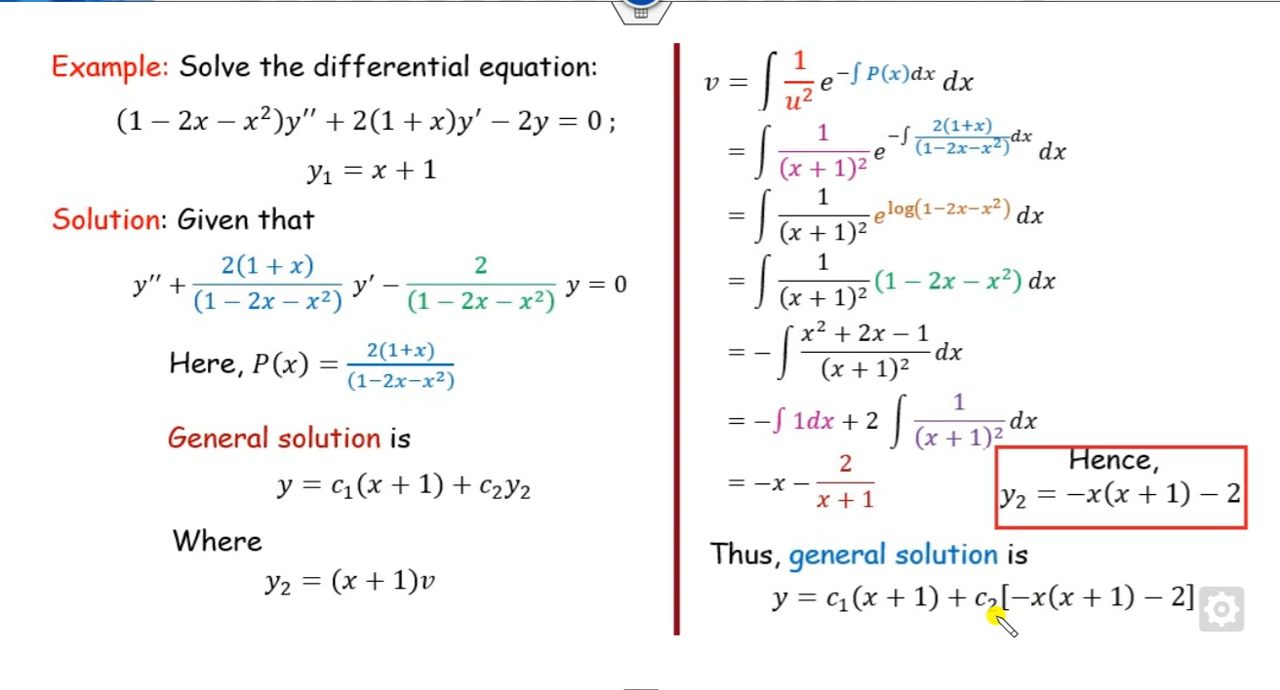 Example: Solve the differential equation:
(1 − 2x − x²)y′′ + 2(1 + x)y′ − 2y = 0 ;
y₁ = x + 1
Solution: Given that
y′′ + 2(1 + x)/(1 − 2x − x²) y′ − 2/(1 − 2x − x²) y = 0
Here, P(x) = 2(1+x)/(1−2x−x²)
General solution is
y = c₁(x + 1) + c₂y₂
Where
y₂ = (x + 1)v
v = ∫ 1/u² e^(−∫ P(x)dx) dx
= ∫ 1/(x + 1)² e^(−∫ 2(1+x)/(1−2x−x²) dx) dx
= ∫ 1/(x + 1)² e^(log(1−2x−x²)) dx
= ∫ 1/(x + 1)² (1 − 2x − x²) dx
= − ∫ (x² + 2x − 1)/(x + 1)² dx
= −∫ 1dx + 2 ∫ 1/(x + 1)² dx
= −x − 2/(x + 1)
Hence,
y₂ = −x(x + 1) − 2
Thus, general solution is
y = c₁(x + 1) + c₂[−x(x + 1) − 2]